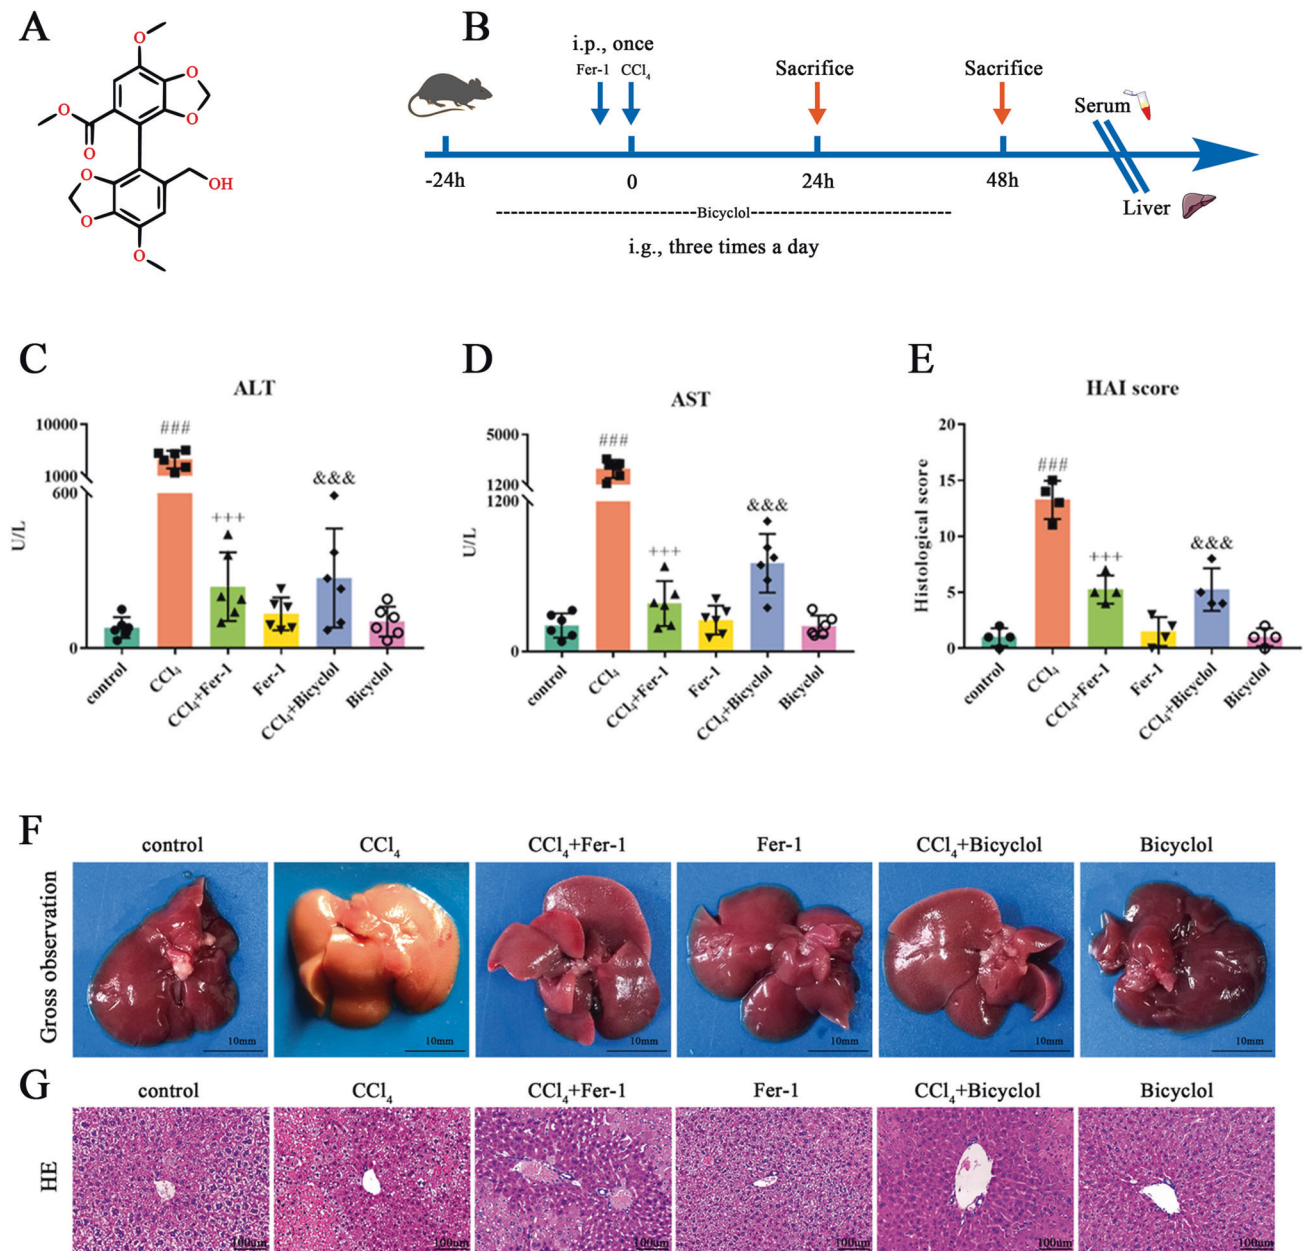 A
O
O
O
O
O
O
O
OH
O
O
B
i.p., once
Fer-1 CCl₄
Sacrifice
Sacrifice
Serum
-24h 0 24h 48h
Liver
Bicyclol
i.g., three times a day
C
ALT
10000
1000
600
0
U/L
###
+++
&&&
control
CCl₄
CCl₄+Fer-1
Fer-1
CCl₄+Bicyclol
Bicyclol
D
AST
5000
1200
1200
0
U/L
###
+++
&&&
control
CCl₄
CCl₄+Fer-1
Fer-1
CCl₄+Bicyclol
Bicyclol
E
HAI score
20
15
10
5
0
Histological score
###
+++
&&&
control
CCl₄
CCl₄+Fer-1
Fer-1
CCl₄+Bicyclol
Bicyclol
F
control CCl₄ CCl₄+Fer-1 Fer-1 CCl₄+Bicyclol Bicyclol
Gross observation
10mm 10mm 10mm 10mm 10mm 10mm
G
control CCl₄ CCl₄+Fer-1 Fer-1 CCl₄+Bicyclol Bicyclol
HE
100um 100um 100um 100um 100um 100um